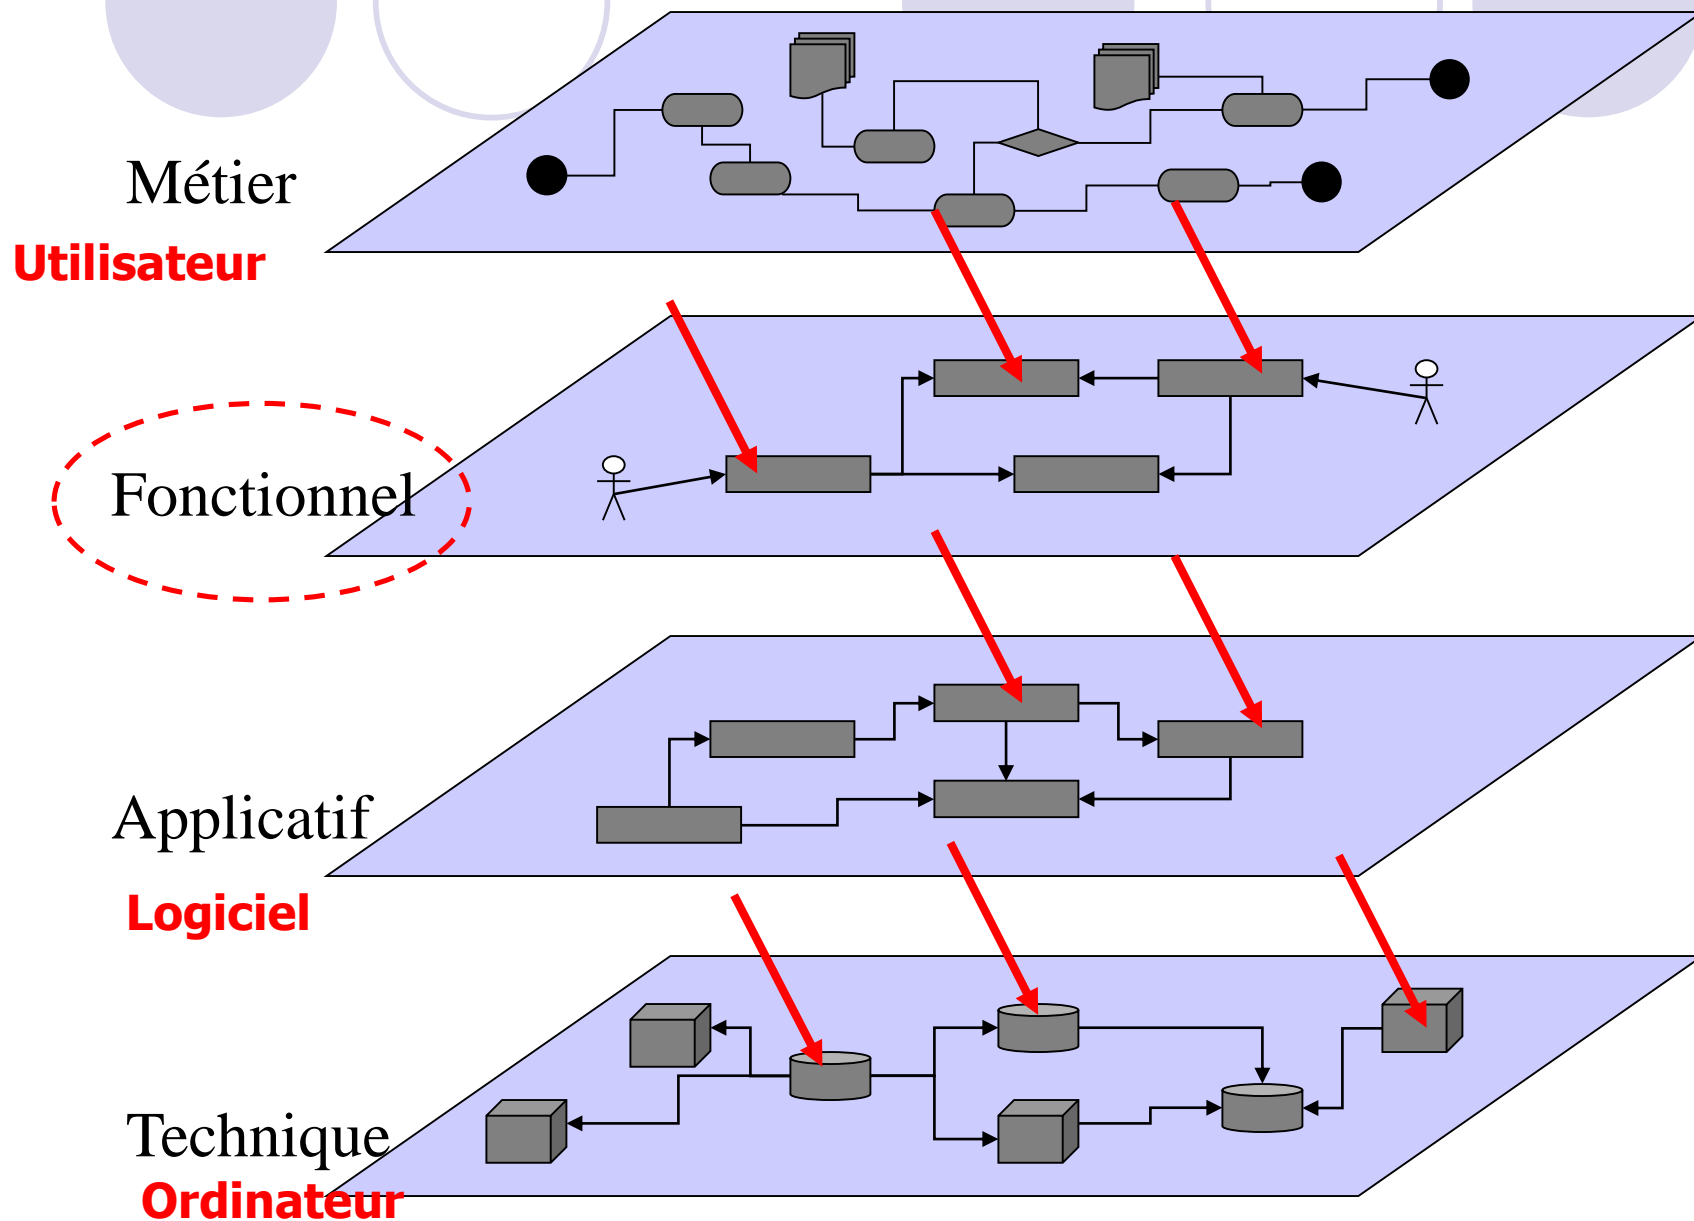 Métier
Utilisateur
Fonctionnel
Applicatif
Logiciel
Technique
Ordinateur